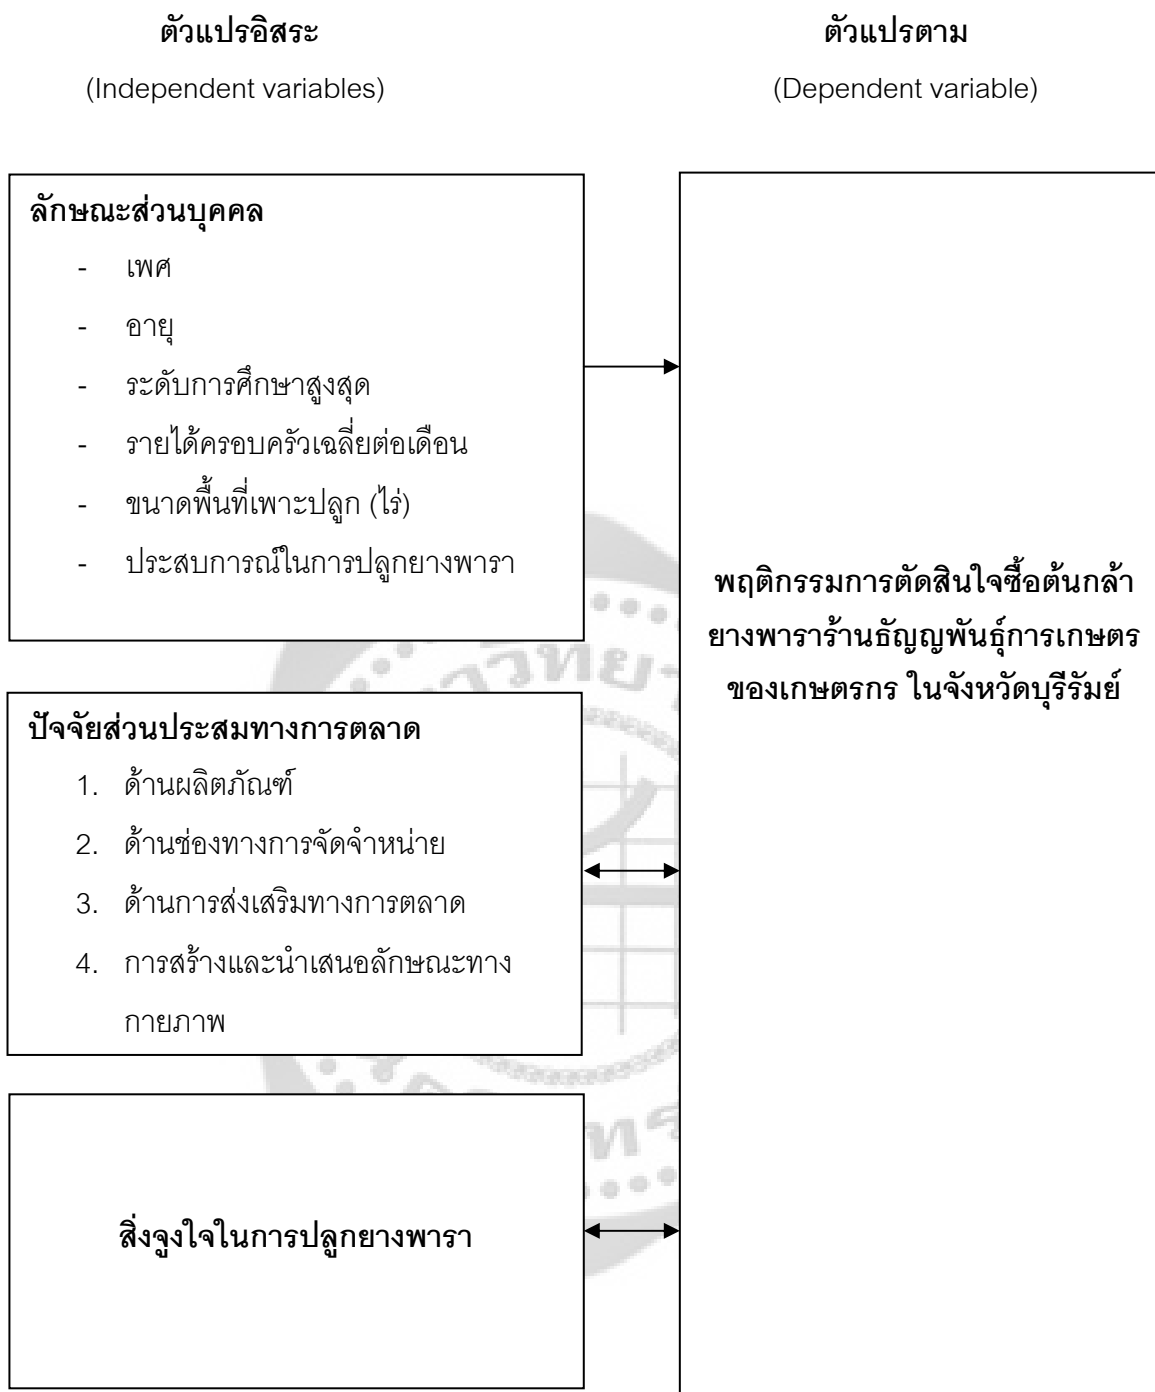 ตัวแปรอิสระ
(Independent variables)
ตัวแปรตาม
(Dependent variable)
ลักษณะส่วนบุคคล
- เพศ
- อายุ
- ระดับการศึกษาสูงสุด
- รายได้ครอบครัวเฉลี่ยต่อเดือน
- ขนาดพื้นที่เพาะปลูก (ไร่)
- ประสบการณ์ในการปลูกยางพารา
ปัจจัยส่วนประสมทางการตลาด
1. ด้านผลิตภัณฑ์
2. ด้านช่องทางการจัดจำหน่าย
3. ด้านการส่งเสริมทางการตลาด
4. การสร้างและนำเสนอลักษณะทาง
กายภาพ
สิ่งจูงใจในการปลูกยางพารา
พฤติกรรมการตัดสินใจซื้อต้นกล้า
ยางพาราร้านธัญญพันธุ์การเกษตร
ของเกษตรกร ในจังหวัดบุรีรัมย์